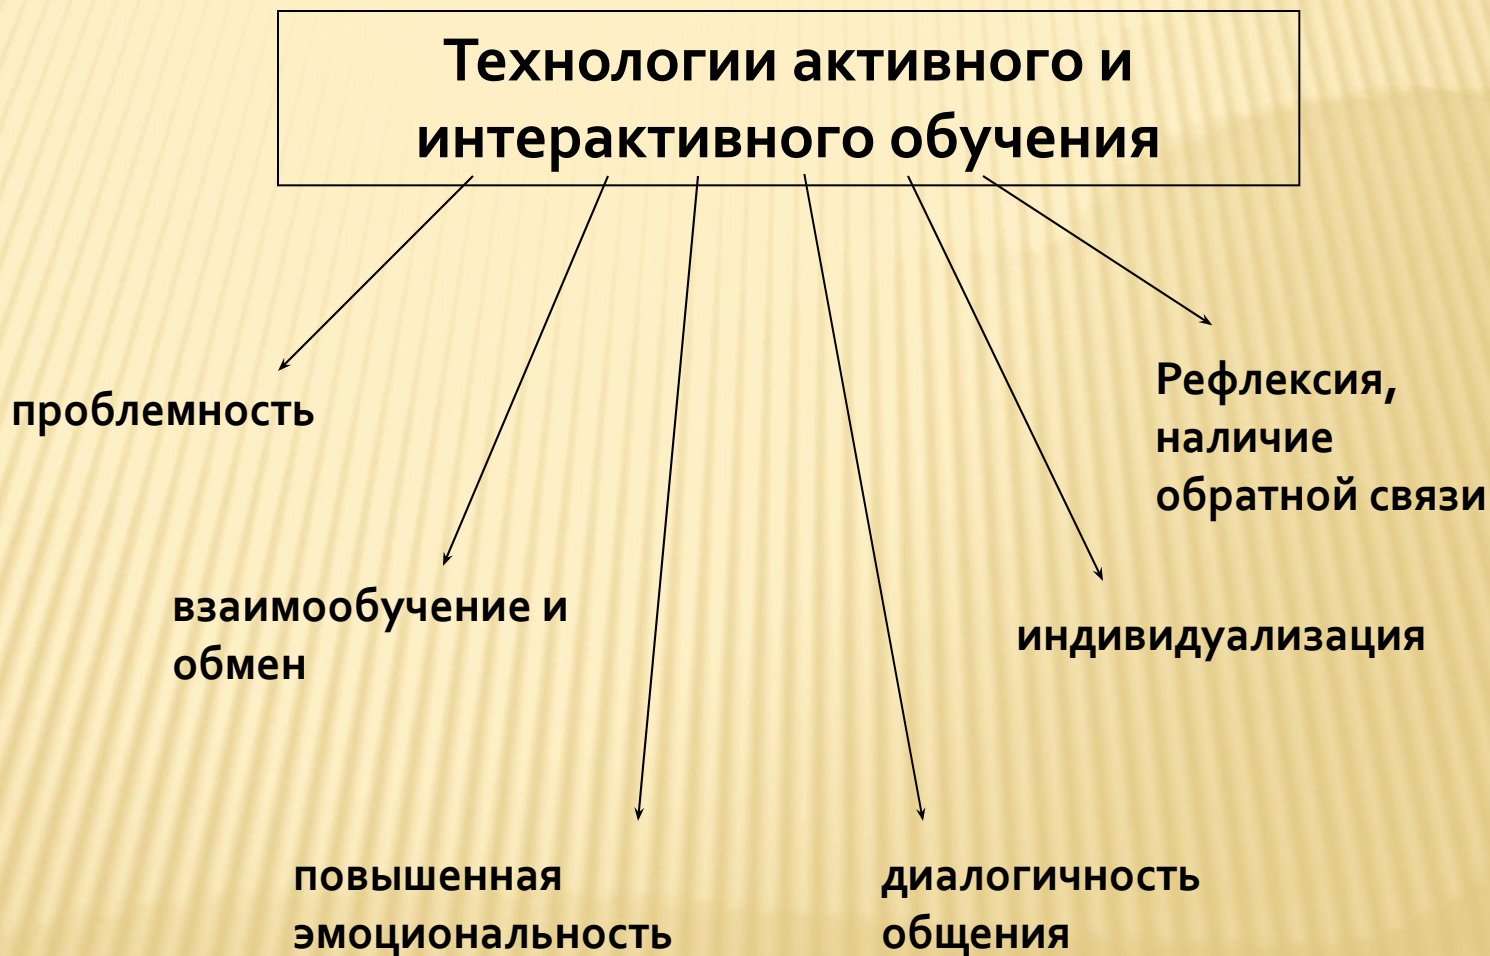 Технологии активного и
интерактивного обучения
проблемность
Рефлексия,
наличие
обратной связи
взаимообучение и
обмен
индивидуализация
повышенная
эмоциональность
диалогичность
общения